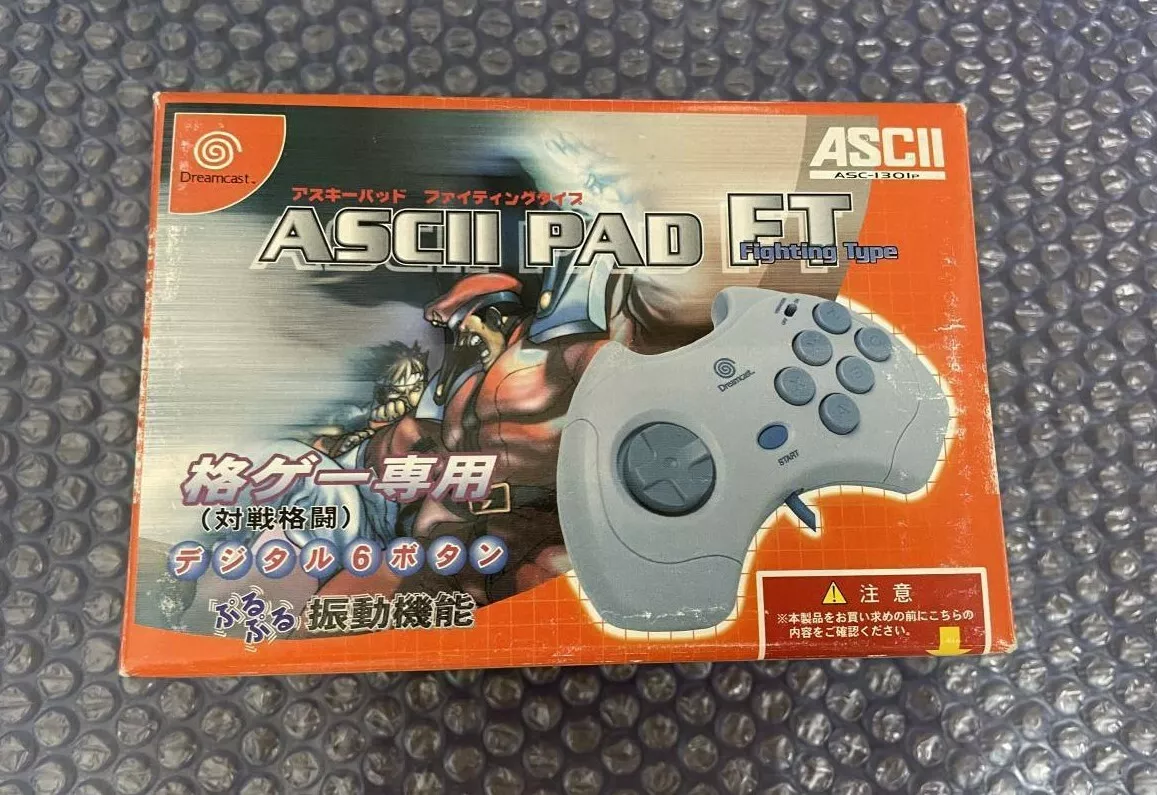 Dreamcast™
ASCII
ASC-1301P
アスキーパッド ファイティングタイプ
ASCII PAD FT
Fighting Type
Dreamcast
START
格ゲー専用
(対戦格闘)
デジタル6ボタン
「ぷるぷる」振動機能
注意
※本製品をお買い求めの前にこちらの
内容をご確認ください。